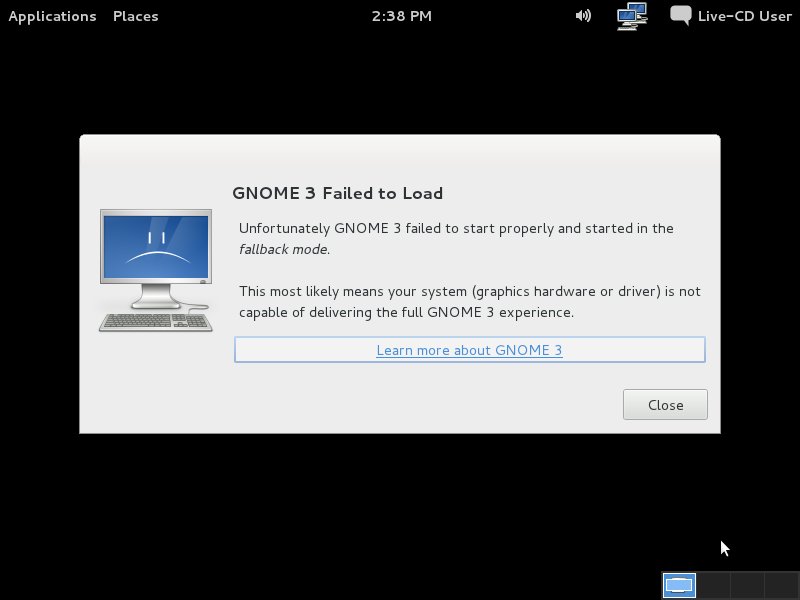 Applications Places 2:38 PM Live-CD User
GNOME 3 Failed to Load
Unfortunately GNOME 3 failed to start properly and started in the
fallback mode.
This most likely means your system (graphics hardware or driver) is not
capable of delivering the full GNOME 3 experience.
Learn more about GNOME 3
Close